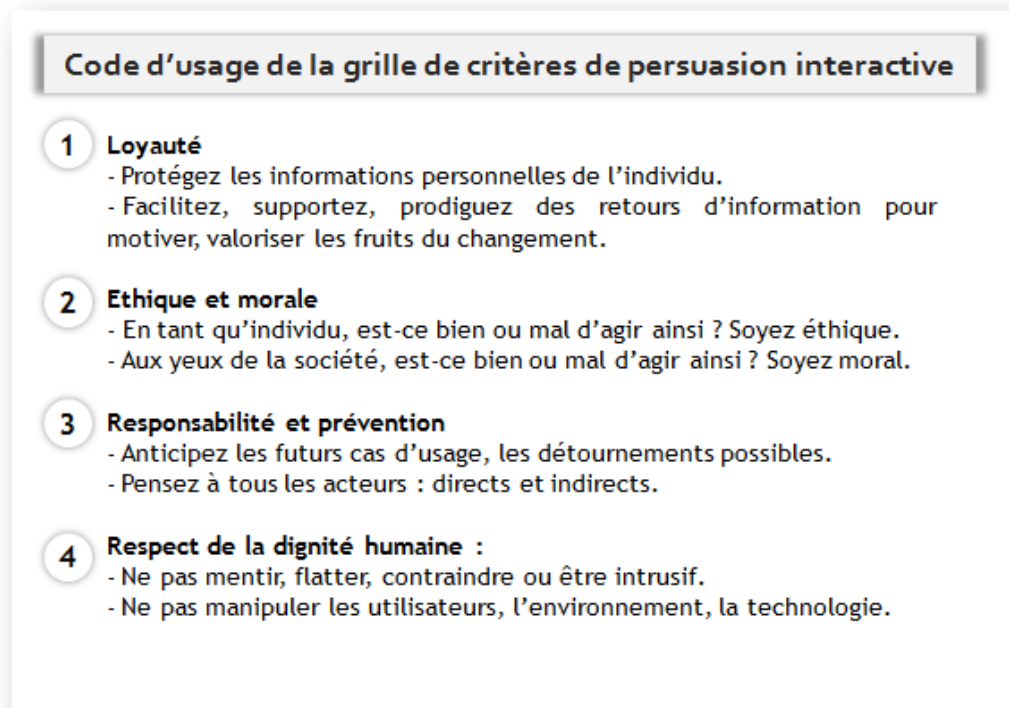 Code d’usage de la grille de critères de persuasion interactive
1
Loyauté
- Protégez les informations personnelles de l’individu.
- Facilitez, supportez, prodiguez des retours d’information pour
motiver, valoriser les fruits du changement.
2
Ethique et morale
- En tant qu’individu, est-ce bien ou mal d’agir ainsi ? Soyez éthique.
- Aux yeux de la société, est-ce bien ou mal d’agir ainsi ? Soyez moral.
3
Responsabilité et prévention
- Anticipez les futurs cas d’usage, les détournements possibles.
- Pensez à tous les acteurs : directs et indirects.
4
Respect de la dignité humaine :
- Ne pas mentir, flatter, contraindre ou être intrusif.
- Ne pas manipuler les utilisateurs, l’environnement, la technologie.